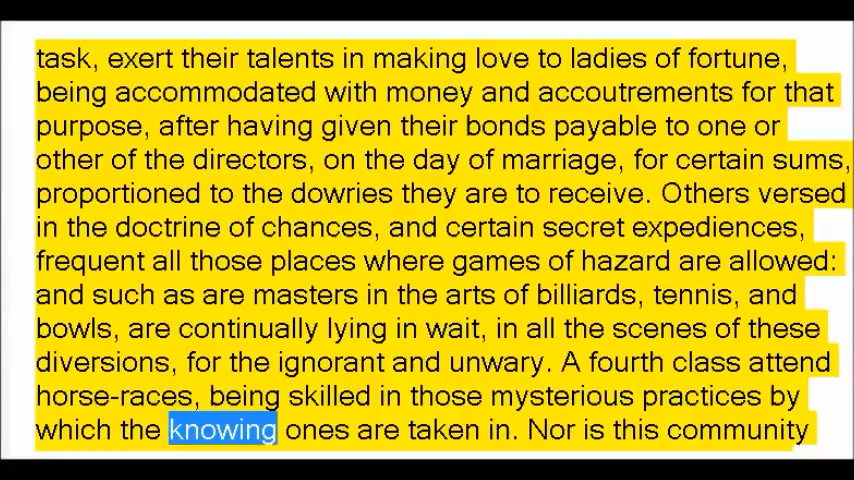 task, exert their talents in making love to ladies of fortune,
being accommodated with money and accoutrements for that
purpose, after having given their bonds payable to one or
other of the directors, on the day of marriage, for certain sums,
proportioned to the dowries they are to receive. Others versed
in the doctrine of chances, and certain secret expediences,
frequent all those places where games of hazard are allowed:
and such as are masters in the arts of billiards, tennis, and
bowls, are continually lying in wait, in all the scenes of these
diversions, for the ignorant and unwary. A fourth class attend
horse-races, being skilled in those mysterious practices by
which the knowing ones are taken in. Nor is this community